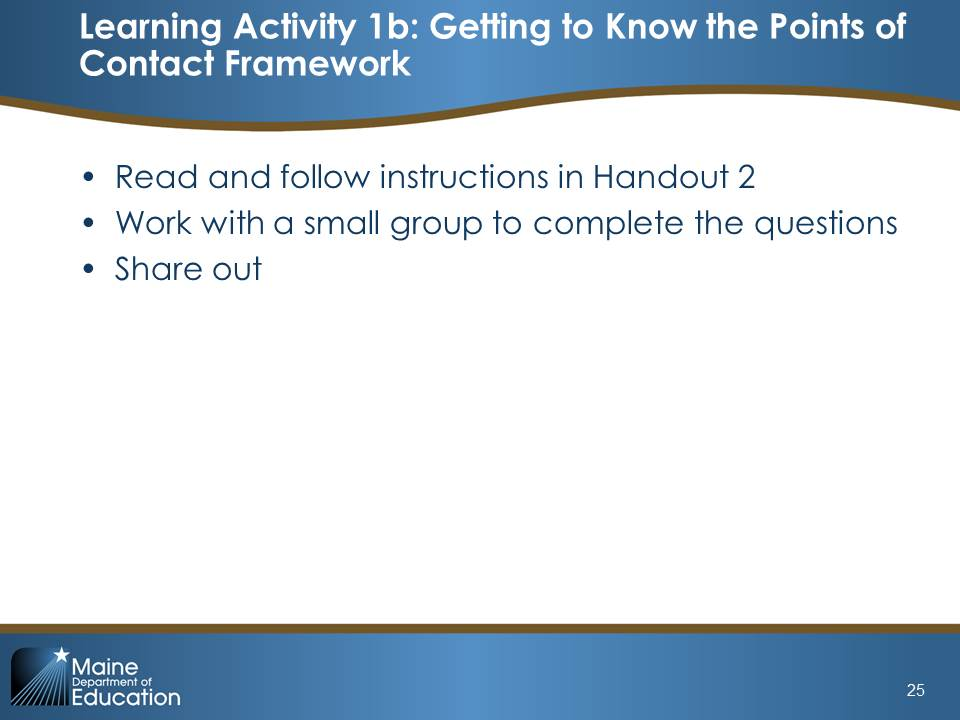 Learning Activity 1b: Getting to Know the Points of
Contact Framework
• Read and follow instructions in Handout 2
• Work with a small group to complete the questions
• Share out
Maine
Department of
Education
25